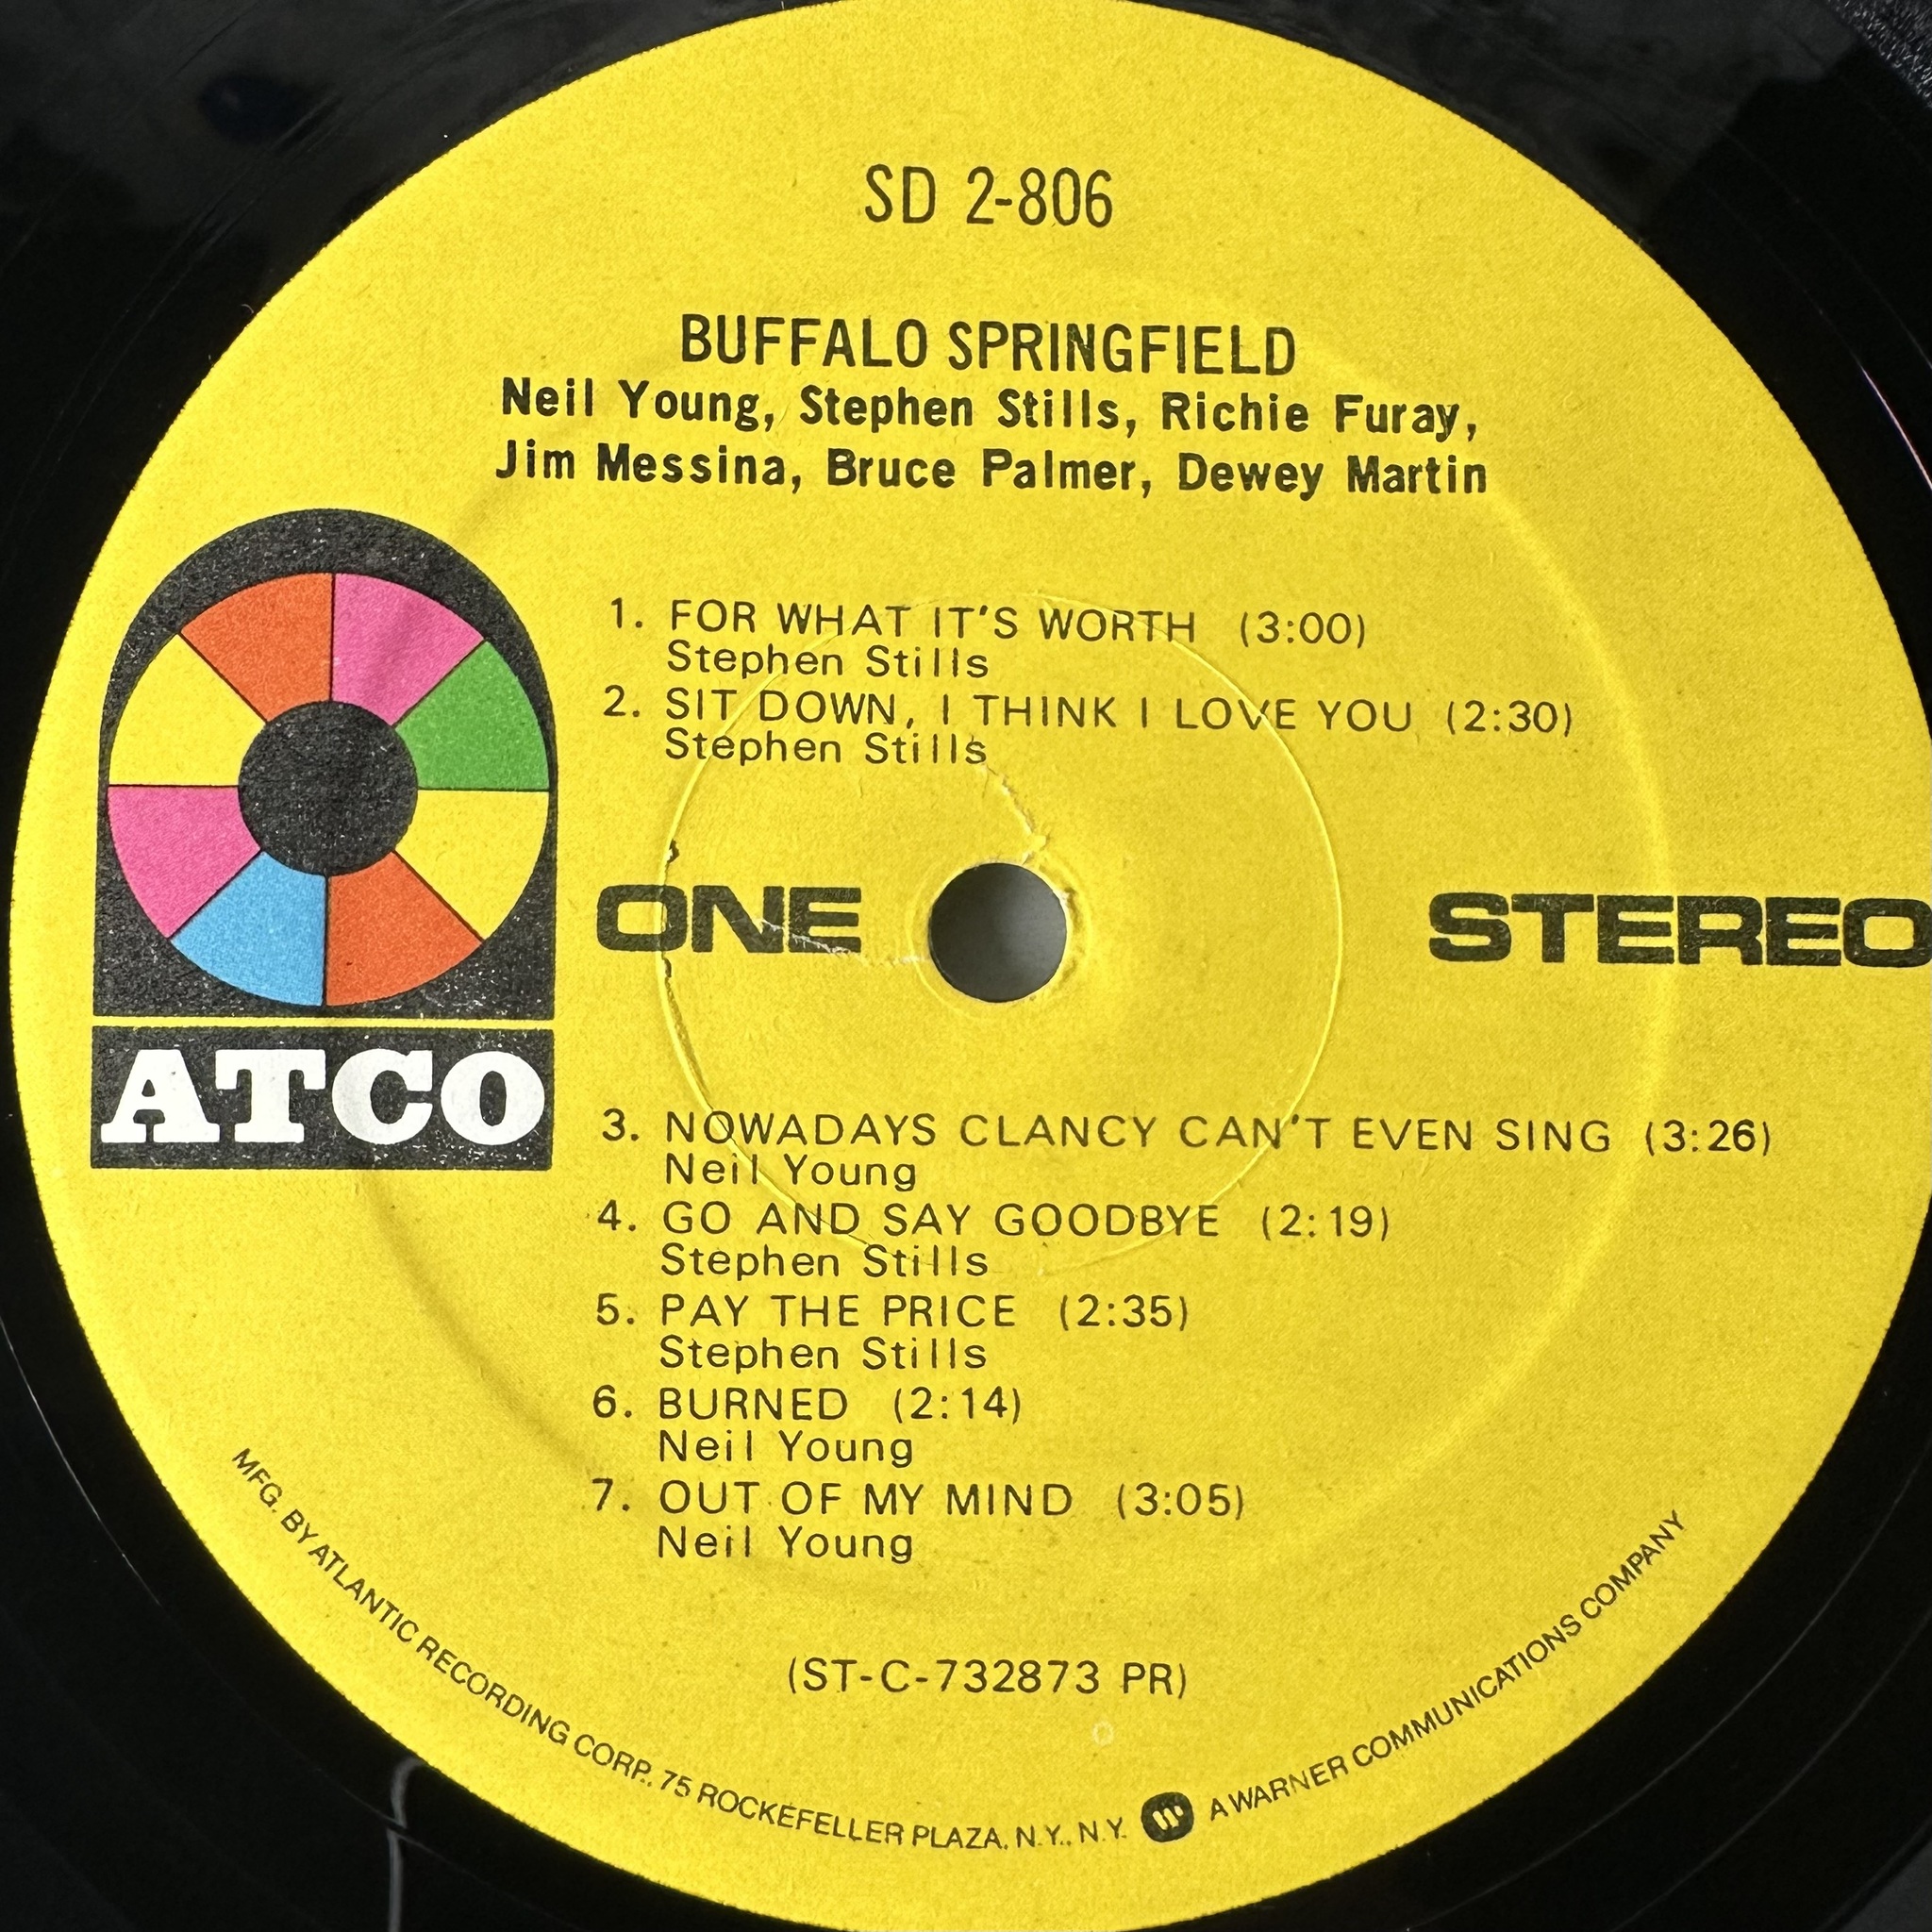 SD 2-806
BUFFALO SPRINGFIELD
Neil Young, Stephen Stills, Richie Furay,
Jim Messina, Bruce Palmer, Dewey Martin
1. FOR WHAT IT'S WORTH (3:00)
Stephen Stills
2. SIT DOWN, I THINK I LOVE YOU (2:30)
Stephen Stills
ONE
STEREO
ATCO
3. NOWADAYS CLANCY CAN'T EVEN SING (3:26)
Neil Young
4. GO AND SAY GOODBYE (2:19)
Stephen Stills
5. PAY THE PRICE (2:35)
Stephen Stills
6. BURNED (2:14)
Neil Young
7. OUT OF MY MIND (3:05)
Neil Young
(ST-C-732873 PR)
MFG. BY ATLANTIC RECORDING CORP., 75 ROCKEFELLER PLAZA, N.Y., N.Y. W A WARNER COMMUNICATIONS COMPANY